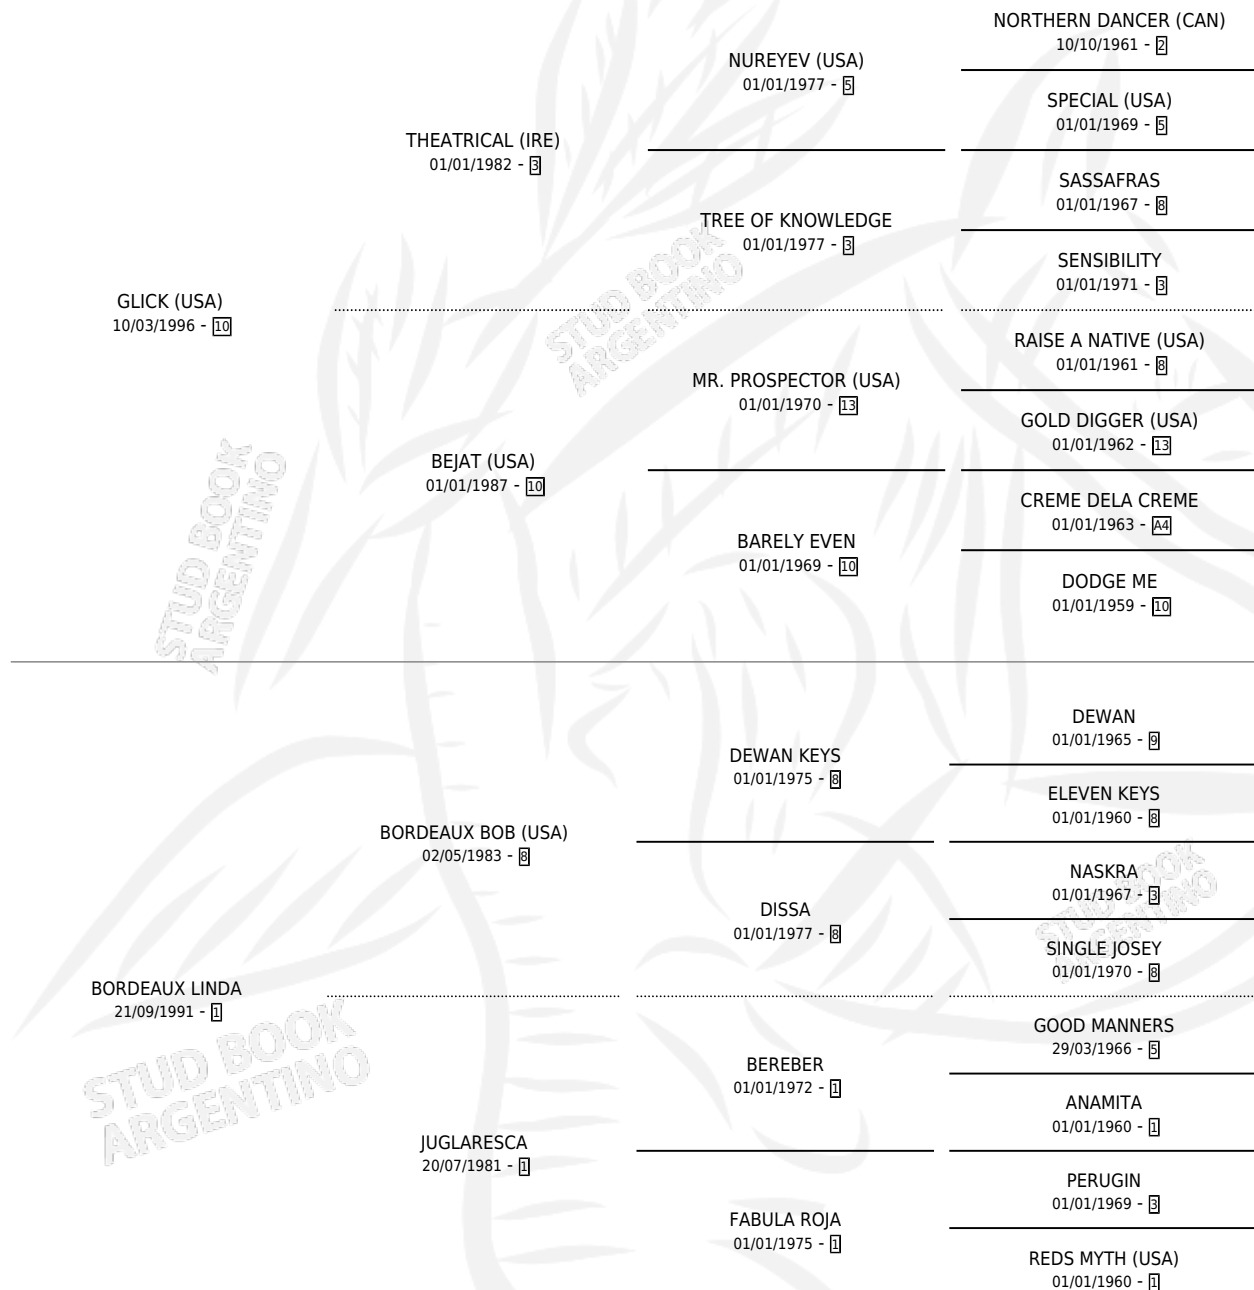 NORTHERN DANCER (CAN)
10/10/1961 - 2
NUREYEV (USA)
01/01/1977 - 5
SPECIAL (USA)
01/01/1969 - 5
THEATRICAL (IRE)
01/01/1982 - 3
SASSAFRAS
01/01/1967 - 8
TREE OF KNOWLEDGE
01/01/1977 - 3
SENSIBILITY
01/01/1971 - 3
GLICK (USA)
10/03/1996 - 10
STUD BOOK
ARGENTINO
RAISE A NATIVE (USA)
01/01/1961 - 8
MR. PROSPECTOR (USA)
01/01/1970 - 13
GOLD DIGGER (USA)
01/01/1962 - 13
BEJAT (USA)
01/01/1987 - 10
CREME DELA CREME
01/01/1963 - A4
BARELY EVEN
01/01/1969 - 10
DODGE ME
01/01/1959 - 10
STUD BOOK
ARGENTINO
DEWAN
01/01/1965 - 9
DEWAN KEYS
01/01/1975 - 8
ELEVEN KEYS
01/01/1960 - 8
BORDEAUX BOB (USA)
02/05/1983 - 8
NASKRA
01/01/1967 - 3
DISSA
01/01/1977 - 8
STUD BOOK
ARGENTINO
SINGLE JOSEY
01/01/1970 - 8
BORDEAUX LINDA
21/09/1991 - 1
GOOD MANNERS
29/03/1966 - 5
STUD BOOK
ARGENTINO
BEREBER
01/01/1972 - 1
ANAMITA
01/01/1960 - 1
JUGLARESCA
20/07/1981 - 1
PERUGIN
01/01/1969 - 3
FABULA ROJA
01/01/1975 - 1
REDS MYTH (USA)
01/01/1960 - 1